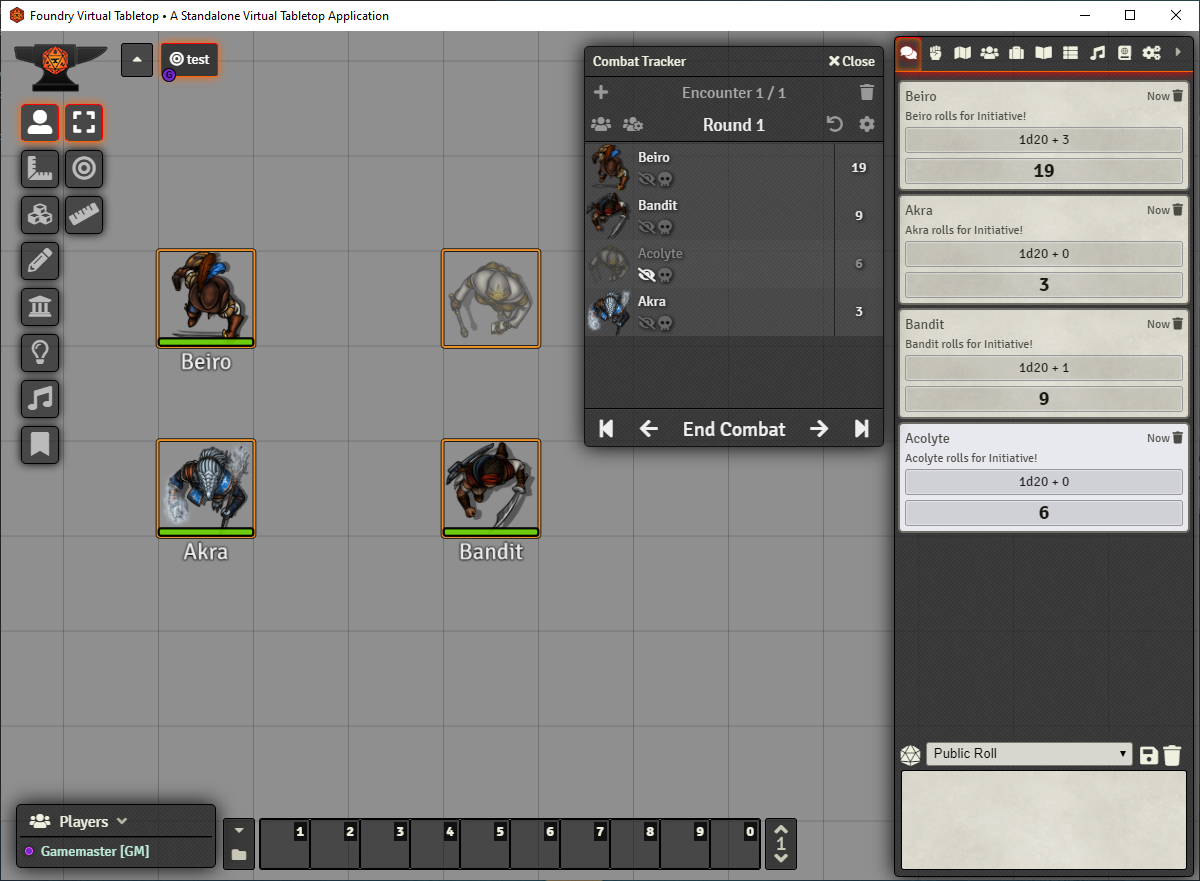 Foundry Virtual Tabletop • A Standalone Virtual Tabletop Application
test
G
Combat Tracker
Close
Encounter 1 / 1
Round 1
Beiro
19
Bandit
9
Acolyte
6
Akra
3
End Combat
Beiro
Akra
Bandit
Beiro
Now
Beiro rolls for Initiative!
1d20 + 3
19
Akra
Now
Akra rolls for Initiative!
1d20 + 0
3
Bandit
Now
Bandit rolls for Initiative!
1d20 + 1
9
Acolyte
Now
Acolyte rolls for Initiative!
1d20 + 0
6
Public Roll
Players
Gamemaster [GM]
1 2 3 4 5 6 7 8 9 0
1